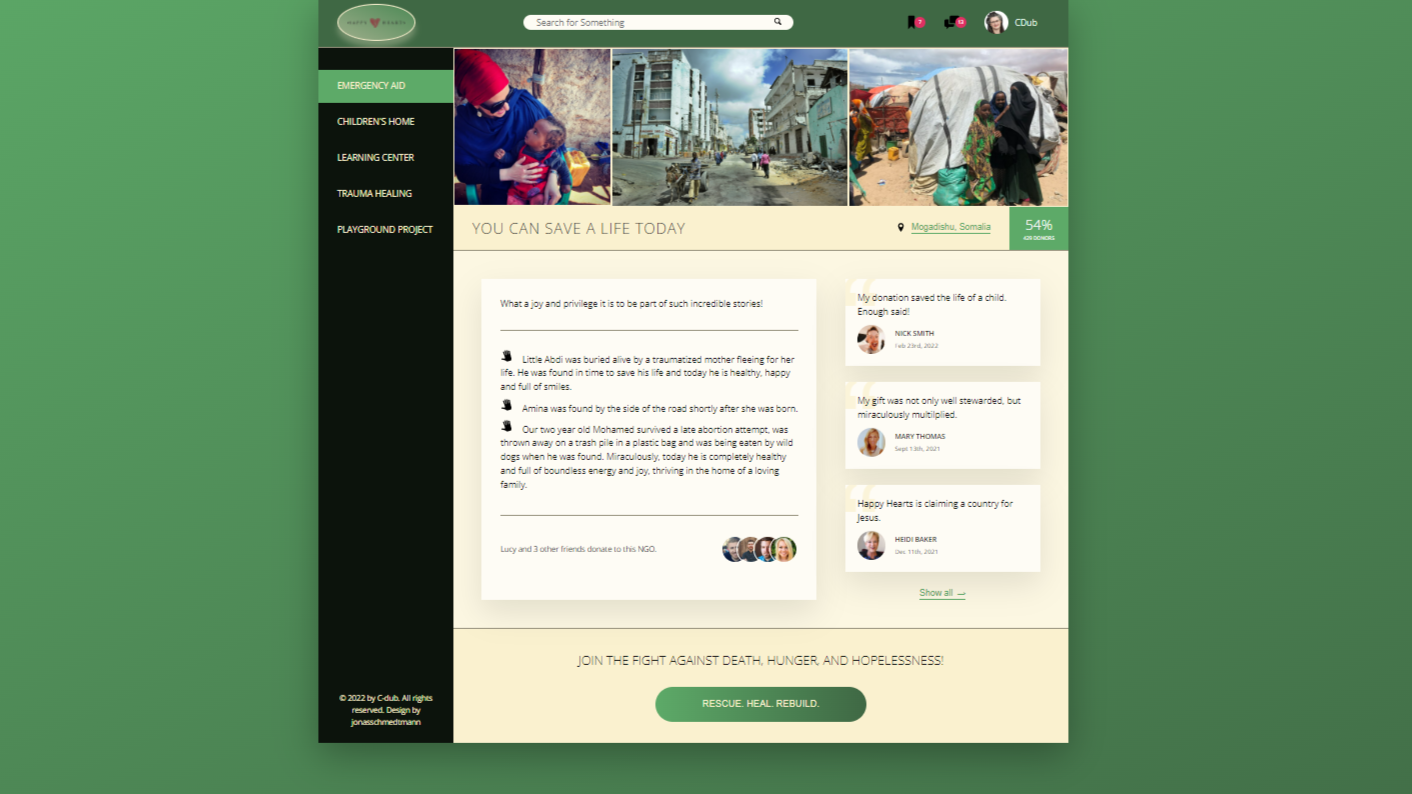 HAPPY HEARTS
Search for Something
7
CDub
EMERGENCY AID
CHILDREN'S HOME
LEARNING CENTER
TRAUMA HEALING
PLAYGROUND PROJECT
© 2022 by C-dub. All rights
reserved. Design by
jonasschmedtmann
YOU CAN SAVE A LIFE TODAY
Mogadishu, Somalia
54%
429 DONORS
What a joy and privilege it is to be part of such incredible stories!
Little Abdi was buried alive by a traumatized mother fleeing for her
life. He was found in time to save his life and today he is healthy, happy
and full of smiles.
Amina was found by the side of the road shortly after she was born.
Our two year old Mohamed survived a late abortion attempt, was
thrown away on a trash pile in a plastic bag and was being eaten by wild
dogs when he was found. Miraculously, today he is completely healthy
and full of boundless energy and joy, thriving in the home of a loving
family.
Lucy and 3 other friends donate to this NGO.
My donation saved the life of a child.
Enough said!
NICK SMITH
Feb 23rd, 2022
My gift was not only well stewarded, but
miraculously multilplied.
MARY THOMAS
Sept 13th, 2021
Happy Hearts is claiming a country for
Jesus.
HEIDI BAKER
Dec 11th, 2021
Show all
JOIN THE FIGHT AGAINST DEATH, HUNGER, AND HOPELESSNESS!
RESCUE. HEAL. REBUILD.